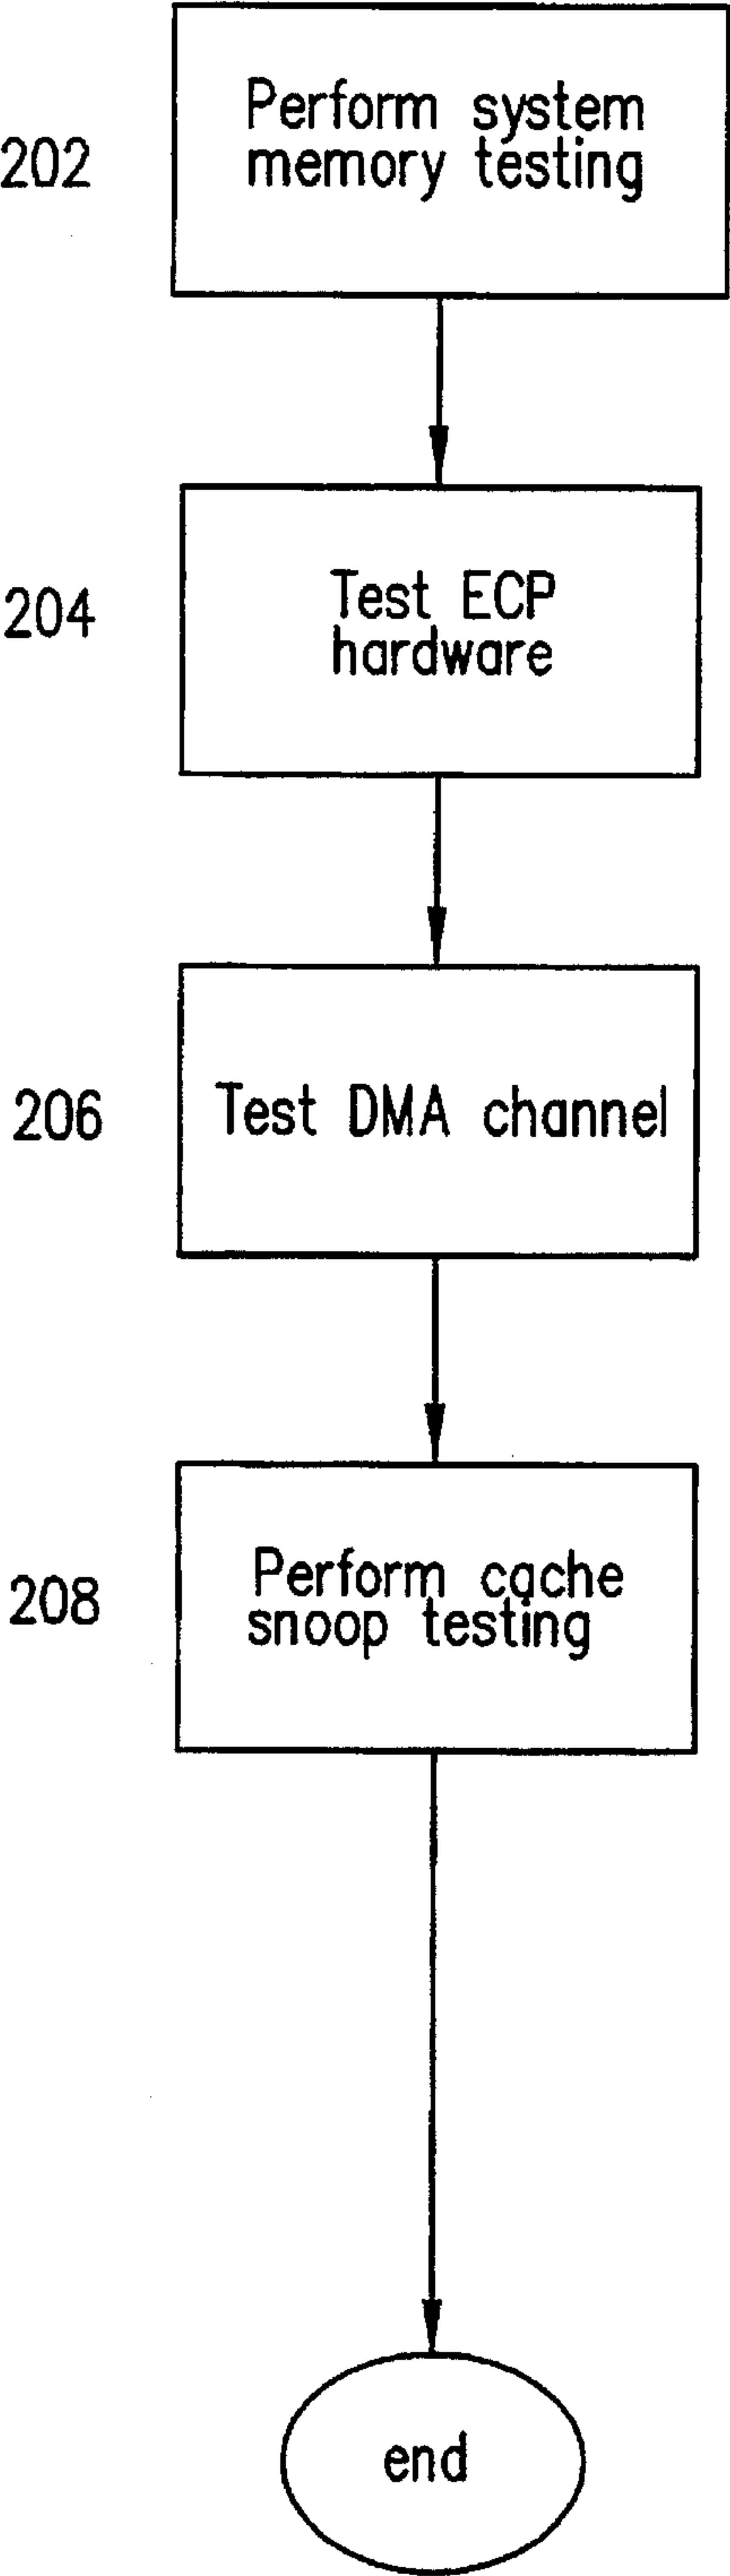 Perform system
memory testing
202
Test ECP
hardware
204
Test DMA channel
206
Perform cache
snoop testing
208
end